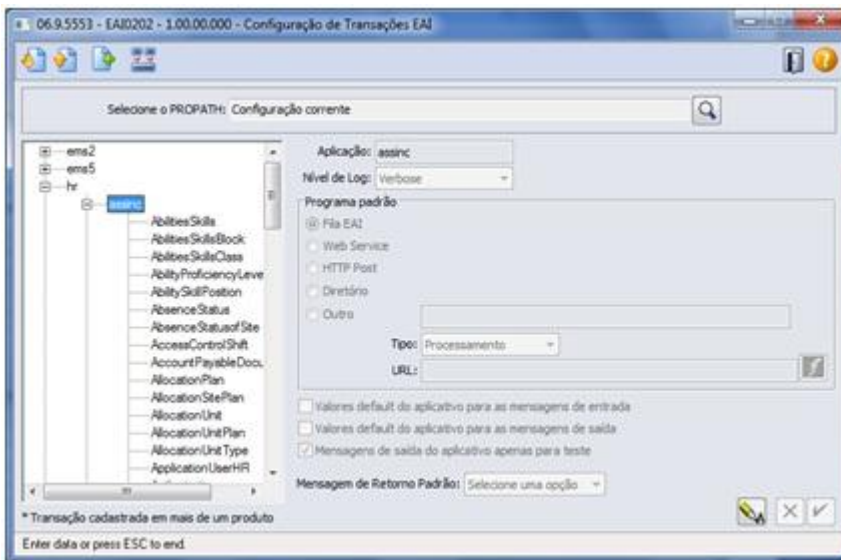 06.9.5553 - EAI0202 - 1.00.00.000 - Configuração de Transações EAI
Selecione o PROPATH: Configuração corrente
ems2
ems5
hr
assinc
AbilitiesSkills
AbilitiesSkillsBlock
AbilitiesSkillsClass
AbilityProficiencyLeve
AbilitySkillPosition
AbsenceStatus
AbsenceStatusofSite
AccessControlShift
AccountPayableDocu
AllocationPlan
AllocationSitePlan
AllocationUnit
AllocationUnitPlan
AllocationUnitType
ApplicationUserHR
* Transação cadastrada em mais de um produto
Aplicação: assinc
Nível de Log: Verbose
Programa padrão
Fila EAI
Web Service
HTTP Post
Diretório
Outro
Tipo: Processamento
URL:
Valores default do aplicativo para as mensagens de entrada
Valores default do aplicativo para as mensagens de saída
Mensagens de saída do aplicativo apenas para teste
Mensagem de Retorno Padrão: Selecione uma opção
Enter data or press ESC to end.